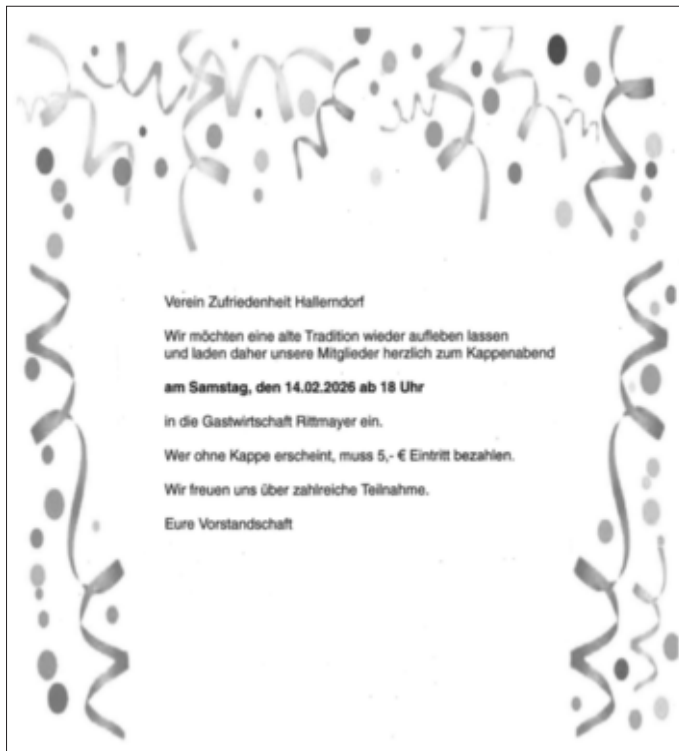 Verein Zufriedenheit Hallerndorf
Wir möchten eine alte Tradition wieder aufleben lassen
und laden daher unsere Mitglieder herzlich zum Kappenabend
am Samstag, den 14.02.2026 ab 18 Uhr
in die Gastwirtschaft Rittmayer ein.
Wer ohne Kappe erscheint, muss 5,- € Eintritt bezahlen.
Wir freuen uns über zahlreiche Teilnahme.
Eure Vorstandschaft